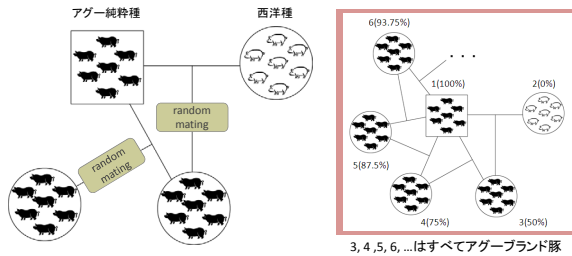 アグー純粋種
西洋種
random
mating
random
mating
6(93.75%)
・・・
1(100%)
2(0%)
5(87.5%)
4(75%)
3(50%)
3, 4 ,5, 6, …はすべてアグーブランド豚